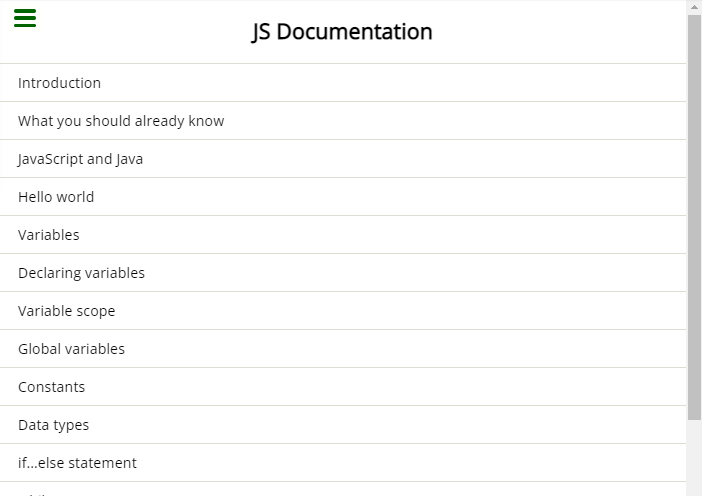 JS Documentation
Introduction
What you should already know
JavaScript and Java
Hello world
Variables
Declaring variables
Variable scope
Global variables
Constants
Data types
if...else statement